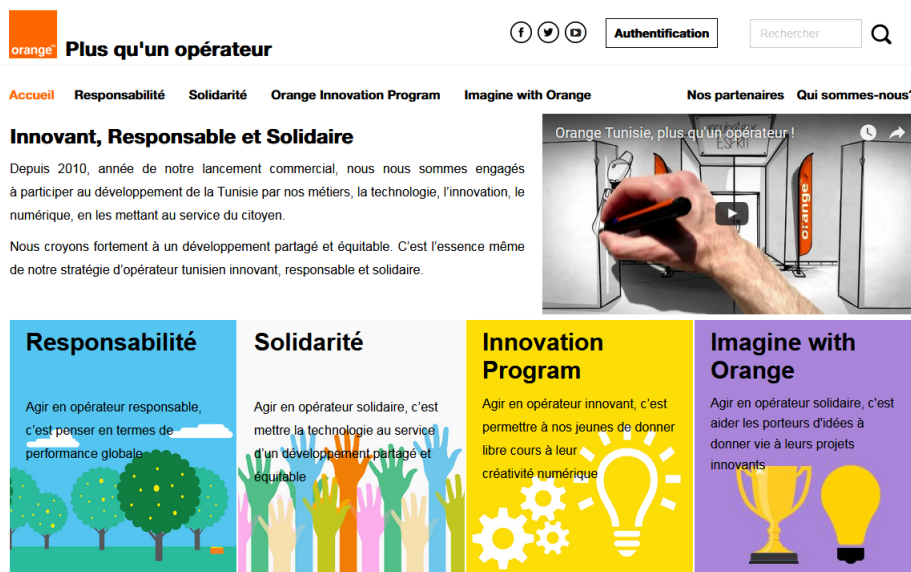 orange™
Plus qu'un opérateur
Authentification
Rechercher
Accueil Responsabilité Solidarité Orange Innovation Program Imagine with Orange Nos partenaires Qui sommes-nous?
Innovant, Responsable et Solidaire
Depuis 2010, année de notre lancement commercial, nous nous sommes engagés
à participer au développement de la Tunisie par nos métiers, la technologie, l'innovation, le
numérique, en les mettant au service du citoyen.
Nous croyons fortement à un développement partagé et équitable. C'est l'essence même
de notre stratégie d'opérateur tunisien innovant, responsable et solidaire.
Orange Tunisie, plus qu'un opérateur !
ESPRIT
orange
Responsabilité
Agir en opérateur responsable,
c'est penser en termes de
performance globale
Solidarité
Agir en opérateur solidaire, c'est
mettre la technologie au service
d'un développement partagé et
équitable
Innovation
Program
Agir en opérateur innovant, c'est
permettre à nos jeunes de donner
libre cours à leur
créativité numérique
Imagine with
Orange
Agir en opérateur solidaire, c'est
aider les porteurs d'idées à
donner vie à leurs projets
innovants